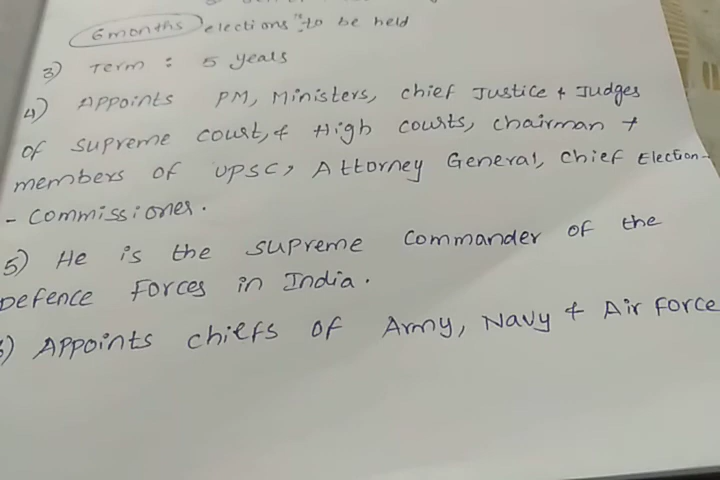 6months elections to be held
3) Term : 5 years
4) Appoints PM, Ministers, chief Justice & Judges
of supreme court, & High courts, chairman +
members of UPSC, Attorney General, chief Election-
- commissioner.
5) He is the supreme commander of the
Defence Forces in India.
) Appoints chiefs of Army, Navy & Air force